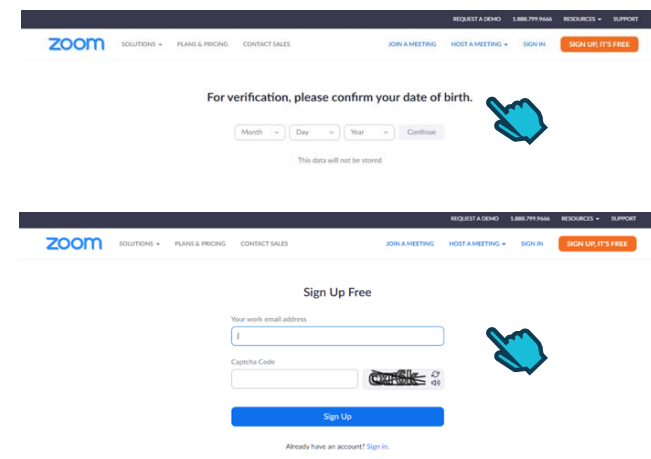 REQUEST A DEMO 1.888.799.9666 RESOURCES SUPPORT
zoom SOLUTIONS PLANS & PRICING CONTACT SALES JOIN A MEETING HOST A MEETING SIGN IN SIGN UP, IT'S FREE
For verification, please confirm your date of birth.
Month Day Year Continue
This data will not be stored
REQUEST A DEMO 1.888.799.9666 RESOURCES SUPPORT
zoom SOLUTIONS PLANS & PRICING CONTACT SALES JOIN A MEETING HOST A MEETING SIGN IN SIGN UP, IT'S FREE
Sign Up Free
Your work email address
Captcha Code
Sign Up
Already have an account? Sign in.